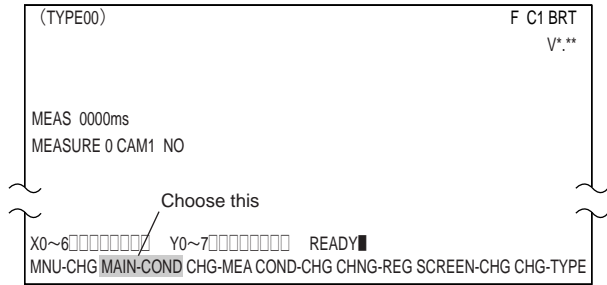 (TYPE00) F C1 BRT
V*.**
MEAS 0000ms
MEASURE 0 CAM1 NO
Choose this
X0～6□□□□□□□□ Y0～7□□□□□□□□ READY■
MNU-CHG MAIN-COND CHG-MEA COND-CHG CHNG-REG SCREEN-CHG CHG-TYPE